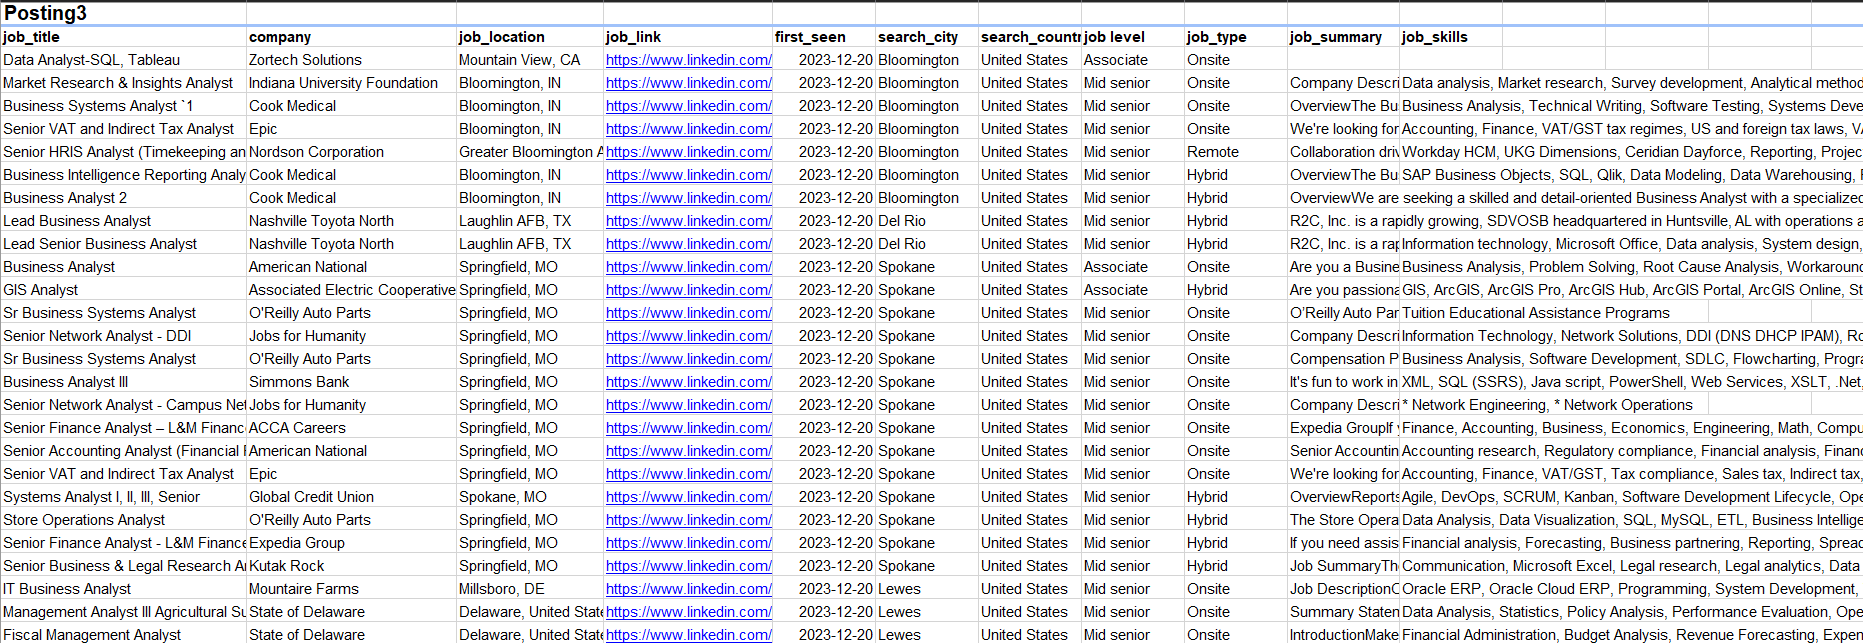 Posting3
job_title company job_location job_link first_seen search_city search_countr job level job_type job_summary job_skills
Data Analyst-SQL, Tableau Zortech Solutions Mountain View, CA https://www.linkedin.com/ 2023-12-20 Bloomington United States Associate Onsite
Market Research & Insights Analyst Indiana University Foundation Bloomington, IN https://www.linkedin.com/ 2023-12-20 Bloomington United States Mid senior Onsite Company Descri Data analysis, Market research, Survey development, Analytical method
Business Systems Analyst `1 Cook Medical Bloomington, IN https://www.linkedin.com/ 2023-12-20 Bloomington United States Mid senior Onsite OverviewThe Bu Business Analysis, Technical Writing, Software Testing, Systems Deve
Senior VAT and Indirect Tax Analyst Epic Bloomington, IN https://www.linkedin.com/ 2023-12-20 Bloomington United States Mid senior Onsite We're looking for Accounting, Finance, VAT/GST tax regimes, US and foreign tax laws, VA
Senior HRIS Analyst (Timekeeping an Nordson Corporation Greater Bloomington A https://www.linkedin.com/ 2023-12-20 Bloomington United States Mid senior Remote Collaboration driv Workday HCM, UKG Dimensions, Ceridian Dayforce, Reporting, Projec
Business Intelligence Reporting Analy Cook Medical Bloomington, IN https://www.linkedin.com/ 2023-12-20 Bloomington United States Mid senior Hybrid OverviewThe Bu SAP Business Objects, SQL, Qlik, Data Modeling, Data Warehousing,
Business Analyst 2 Cook Medical Bloomington, IN https://www.linkedin.com/ 2023-12-20 Bloomington United States Mid senior Hybrid OverviewWe are seeking a skilled and detail-oriented Business Analyst with a specialized
Lead Business Analyst Nashville Toyota North Laughlin AFB, TX https://www.linkedin.com/ 2023-12-20 Del Rio United States Mid senior Hybrid R2C, Inc. is a rapidly growing, SDVOSB headquartered in Huntsville, AL with operations a
Lead Senior Business Analyst Nashville Toyota North Laughlin AFB, TX https://www.linkedin.com/ 2023-12-20 Del Rio United States Mid senior Hybrid R2C, Inc. is a rap Information technology, Microsoft Office, Data analysis, System design,
Business Analyst American National Springfield, MO https://www.linkedin.com/ 2023-12-20 Spokane United States Associate Onsite Are you a Busine Business Analysis, Problem Solving, Root Cause Analysis, Workaround
GIS Analyst Associated Electric Cooperative Springfield, MO https://www.linkedin.com/ 2023-12-20 Spokane United States Associate Hybrid Are you passiona GIS, ArcGIS, ArcGIS Pro, ArcGIS Hub, ArcGIS Portal, ArcGIS Online, St
Sr Business Systems Analyst O'Reilly Auto Parts Springfield, MO https://www.linkedin.com/ 2023-12-20 Spokane United States Mid senior Onsite O'Reilly Auto Par Tuition Educational Assistance Programs
Senior Network Analyst - DDI Jobs for Humanity Springfield, MO https://www.linkedin.com/ 2023-12-20 Spokane United States Mid senior Onsite Company Descri Information Technology, Network Solutions, DDI (DNS DHCP IPAM), Ro
Sr Business Systems Analyst O'Reilly Auto Parts Springfield, MO https://www.linkedin.com/ 2023-12-20 Spokane United States Mid senior Onsite Compensation P Business Analysis, Software Development, SDLC, Flowcharting, Progra
Business Analyst III Simmons Bank Springfield, MO https://www.linkedin.com/ 2023-12-20 Spokane United States Mid senior Onsite It's fun to work in XML, SQL (SSRS), Java script, PowerShell, Web Services, XSLT, .Net,
Senior Network Analyst - Campus Net Jobs for Humanity Springfield, MO https://www.linkedin.com/ 2023-12-20 Spokane United States Mid senior Onsite Company Descri * Network Engineering, * Network Operations
Senior Finance Analyst – L&M Financ ACCA Careers Springfield, MO https://www.linkedin.com/ 2023-12-20 Spokane United States Mid senior Onsite Expedia GroupIf Finance, Accounting, Business, Economics, Engineering, Math, Compu
Senior Accounting Analyst (Financial American National Springfield, MO https://www.linkedin.com/ 2023-12-20 Spokane United States Mid senior Onsite Senior Accountin Accounting research, Regulatory compliance, Financial analysis, Finan
Senior VAT and Indirect Tax Analyst Epic Springfield, MO https://www.linkedin.com/ 2023-12-20 Spokane United States Mid senior Onsite We're looking for Accounting, Finance, VAT/GST, Tax compliance, Sales tax, Indirect tax,
Systems Analyst I, II, III, Senior Global Credit Union Spokane, MO https://www.linkedin.com/ 2023-12-20 Spokane United States Mid senior Hybrid OverviewReports Agile, DevOps, SCRUM, Kanban, Software Development Lifecycle, Ope
Store Operations Analyst O'Reilly Auto Parts Springfield, MO https://www.linkedin.com/ 2023-12-20 Spokane United States Mid senior Hybrid The Store Opera Data Analysis, Data Visualization, SQL, MySQL, ETL, Business Intellige
Senior Finance Analyst - L&M Finance Expedia Group Springfield, MO https://www.linkedin.com/ 2023-12-20 Spokane United States Mid senior Hybrid If you need assis Financial analysis, Forecasting, Business partnering, Reporting, Spread
Senior Business & Legal Research A Kutak Rock Springfield, MO https://www.linkedin.com/ 2023-12-20 Spokane United States Mid senior Hybrid Job SummaryTh Communication, Microsoft Excel, Legal research, Legal analytics, Data
IT Business Analyst Mountaire Farms Millsboro, DE https://www.linkedin.com/ 2023-12-20 Lewes United States Mid senior Onsite Job DescriptionC Oracle ERP, Oracle Cloud ERP, Programming, System Development,
Management Analyst III Agricultural Su State of Delaware Delaware, United State https://www.linkedin.com/ 2023-12-20 Lewes United States Mid senior Onsite Summary Staten Data Analysis, Statistics, Policy Analysis, Performance Evaluation, Ope
Fiscal Management Analyst State of Delaware Delaware, United State https://www.linkedin.com/ 2023-12-20 Lewes United States Mid senior Onsite IntroductionMake Financial Administration, Budget Analysis, Revenue Forecasting, Expen